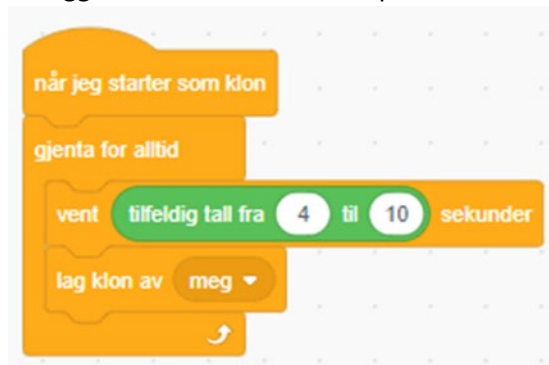 når jeg starter som klon
gjenta for alltid
vent tilfeldig tall fra 4 til 10 sekunder
lag klon av meg